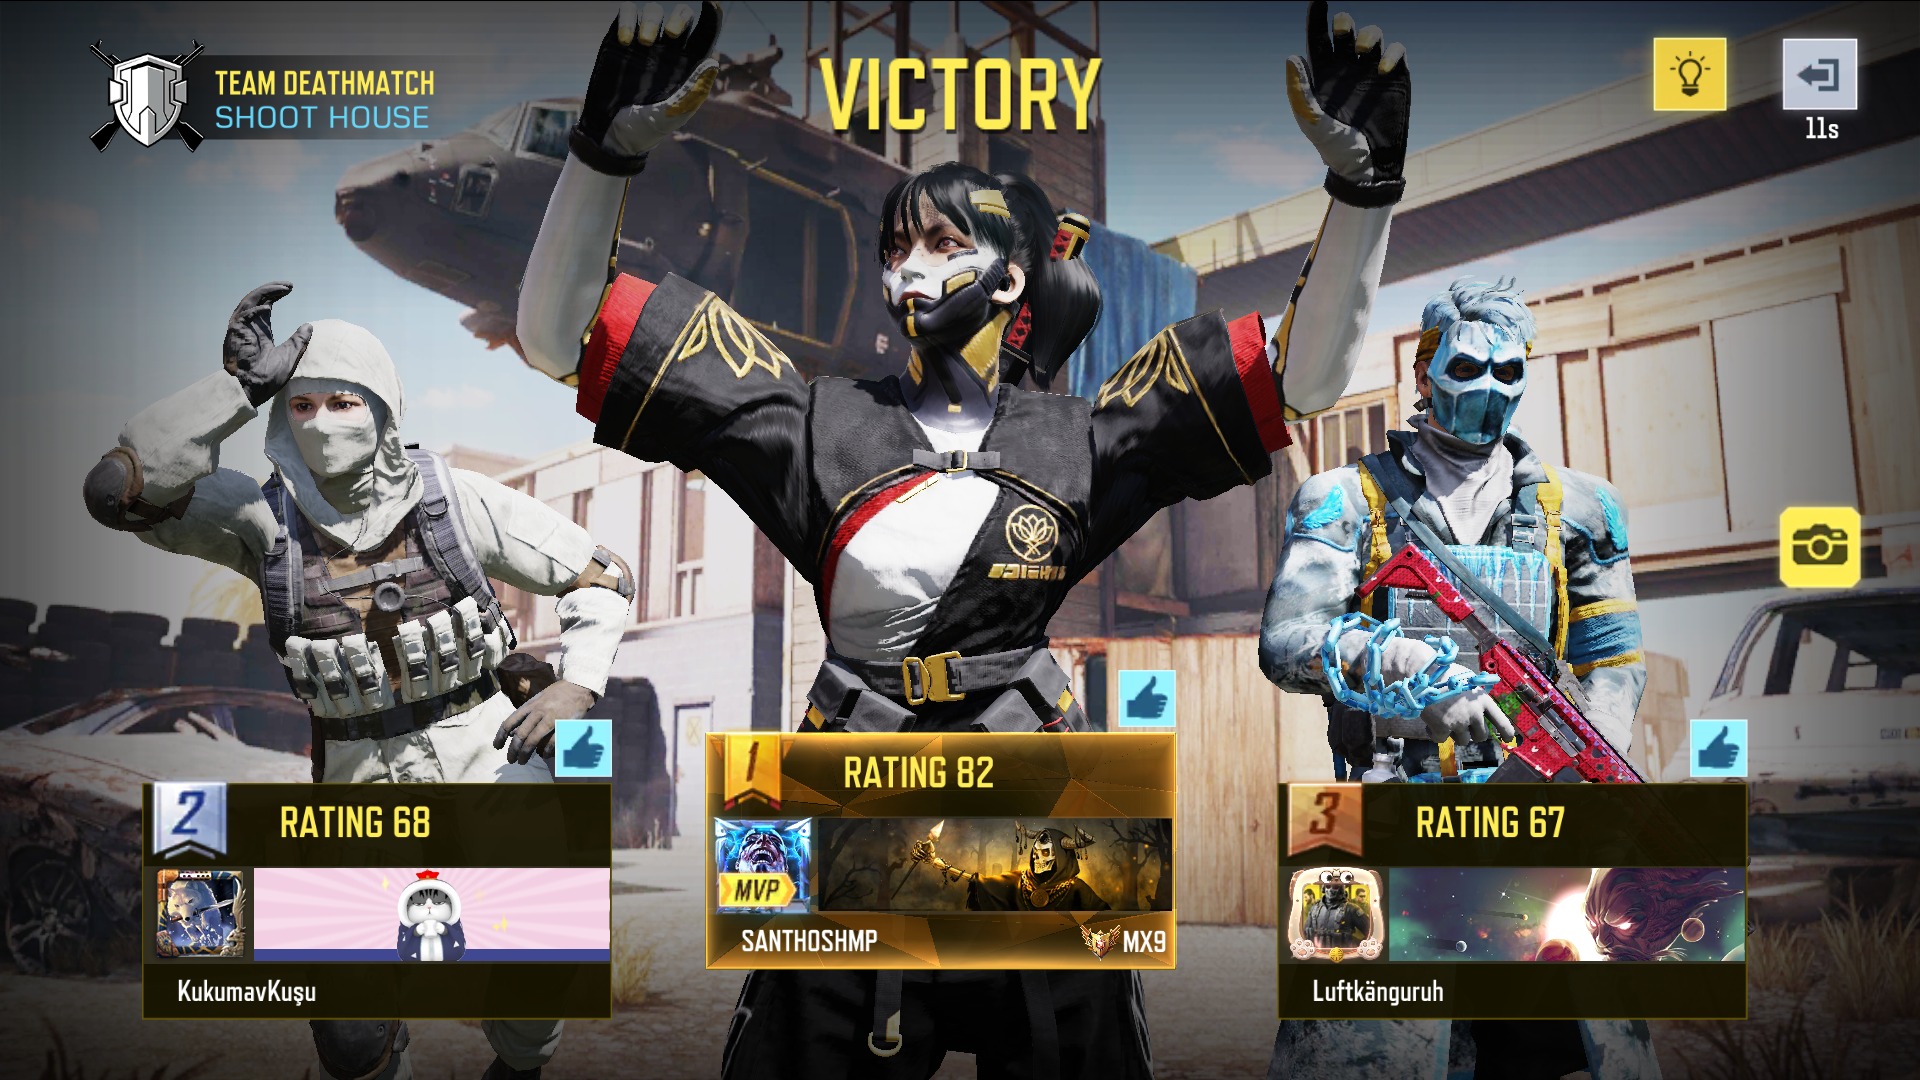 TEAM DEATHMATCH
SHOOT HOUSE
VICTORY
11s
2
RATING 68
KukumavKuşu
1
RATING 82
MVP
SANTHOSHMP
MX9
3
RATING 67
Luftkänguruh